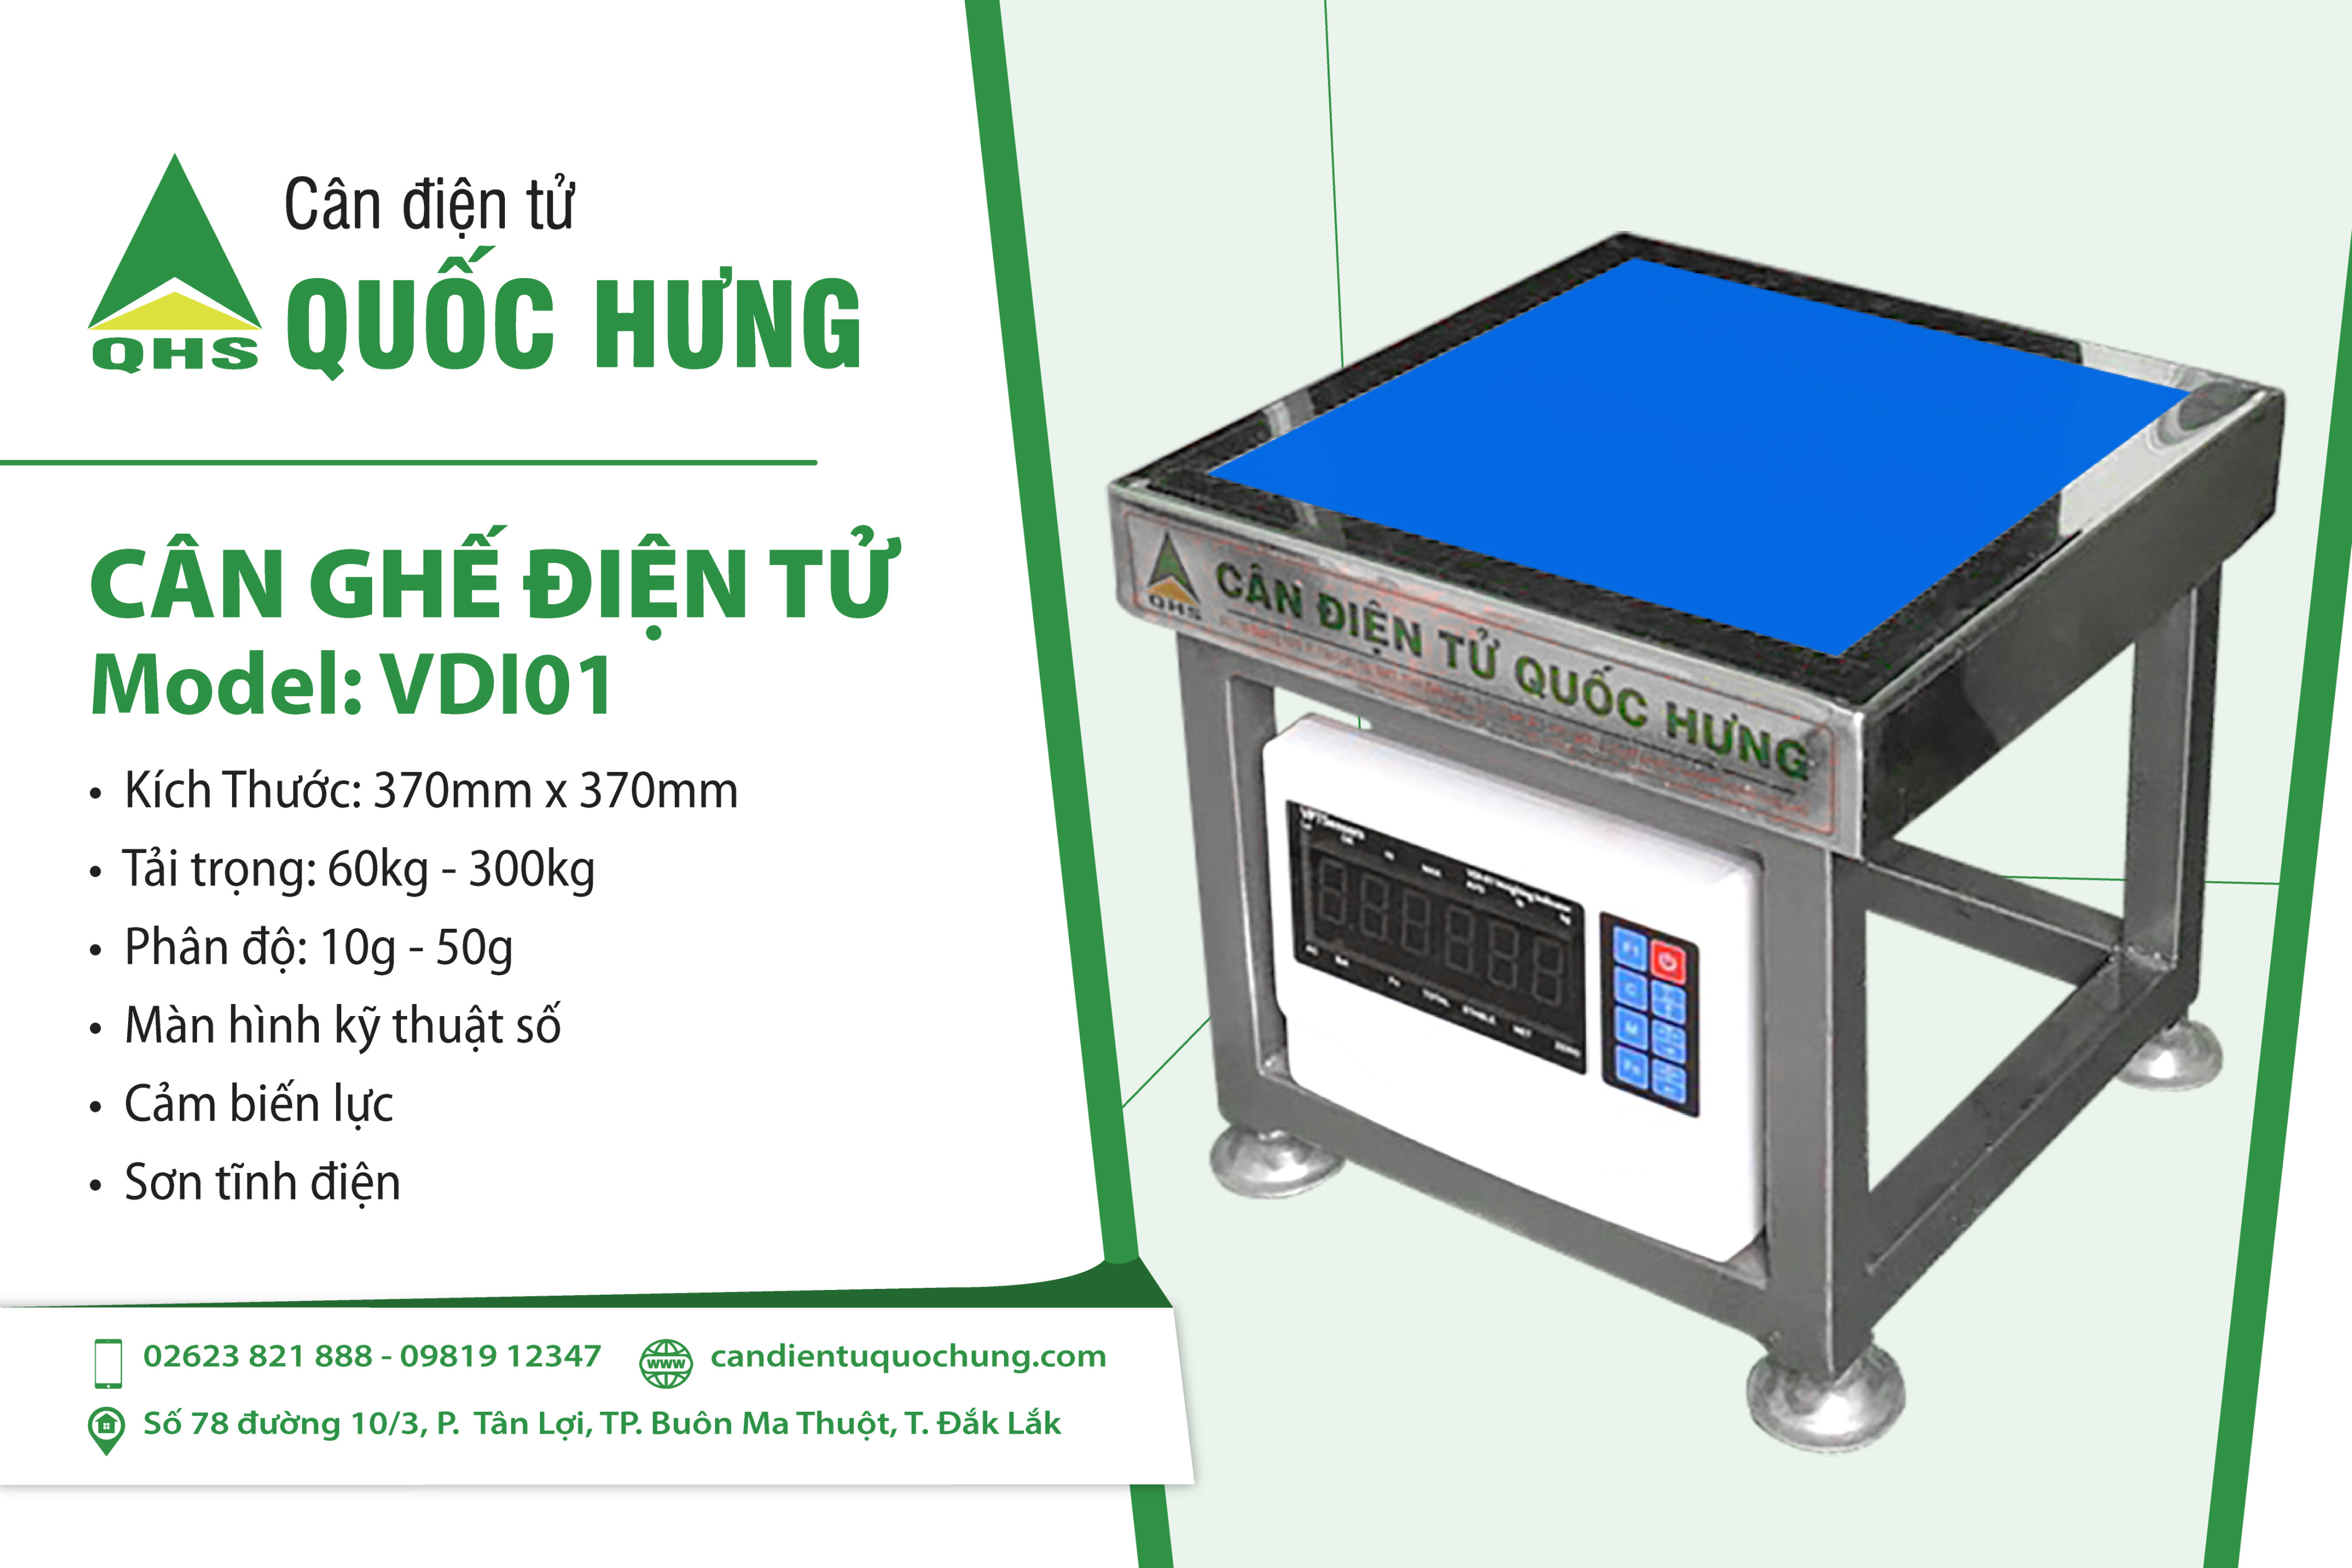 Cân điện tử
QHS QUỐC HƯNG
CÂN GHẾ ĐIỆN TỬ
Model: VDI01
• Kích Thước: 370mm x 370mm
• Tải trọng: 60kg - 300kg
• Phân độ: 10g - 50g
• Màn hình kỹ thuật số
• Cảm biến lực
• Sơn tĩnh điện
02623 821 888 - 09819 12347 www candientuquochung.com
Số 78 đường 10/3, P. Tân Lợi, TP. Buôn Ma Thuột, T. Đắk Lắk
QHS CÂN ĐIỆN TỬ QUỐC HƯNG
F1
C
M